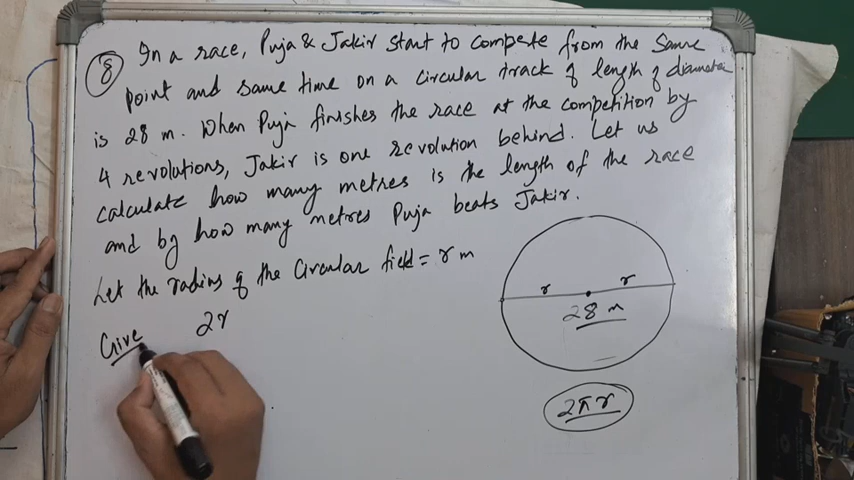 8 In a race, Puja & Jakir start to compete from the same
point and same time on a circular track of length of diameter
is 28 m. When Puja finishes the race at the competition by
4 revolutions, Jakir is one revolution behind. Let us
calculate how many metres is the length of the race
and by how many metres Puja beats Jakir.
Let the radius of the Circular field = r m
Give 2r
r r
28 m
2πr